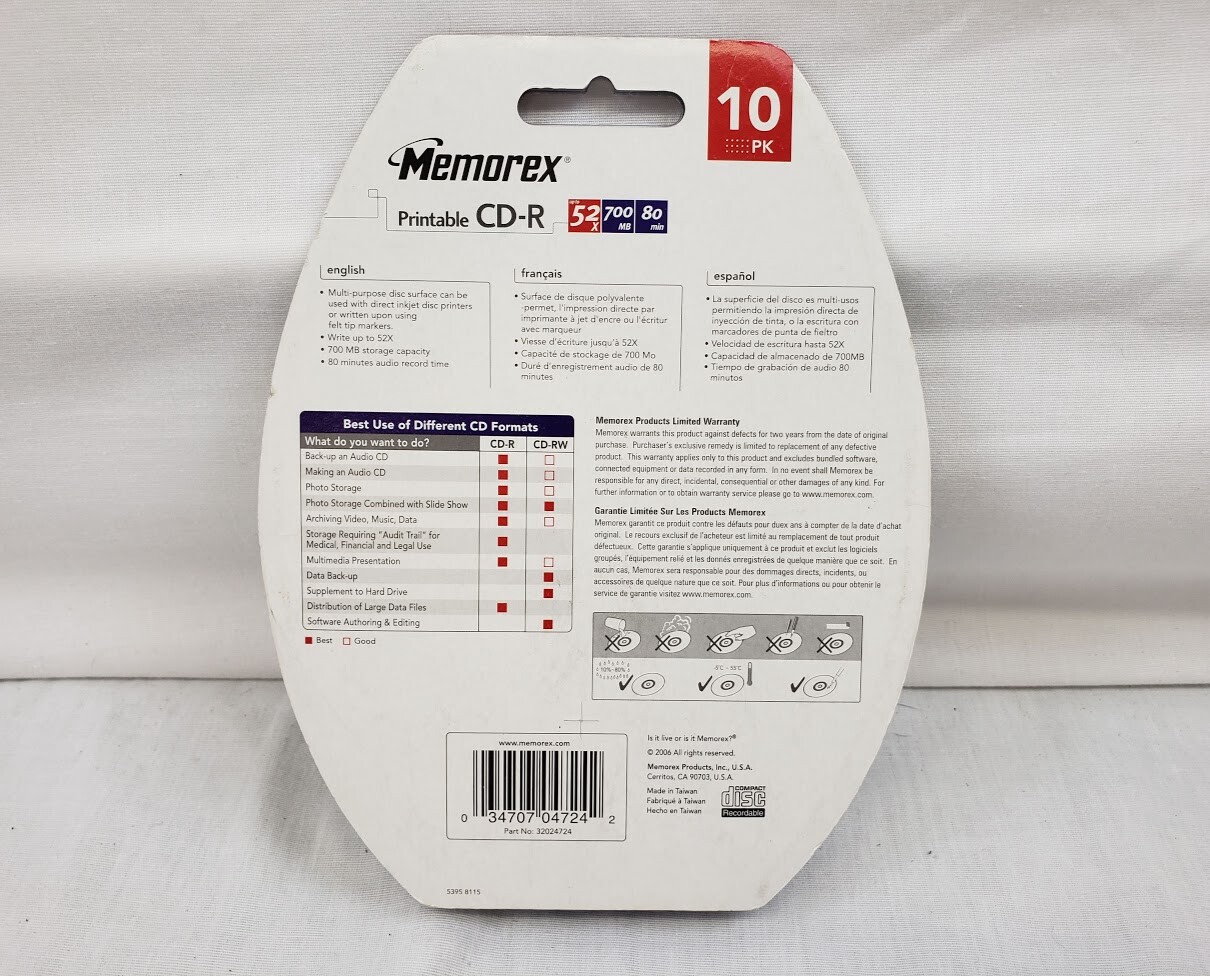 10
PK
Memorex®
Printable CD-R up to 52X 700 MB 80 min
english
• Multi-purpose disc surface can be
used with direct inkjet disc printers
or written upon using
felt tip markers.
• Write up to 52X
• 700 MB storage capacity
• 80 minutes audio record time
français
• Surface de disque polyvalente
-permet, l'impression directe par
imprimante à jet d'encre ou l'écritur
avec marqueur
• Viesse d'écriture jusqu'à 52X
• Capacité de stockage de 700 Mo
• Duré d'enregistrement audio de 80
minutes
español
• La superficie del disco es multi-usos
permitiendo la impresión directa de
inyección de tinta, o la escritura con
marcadores de punta de fieltro
• Velocidad de escritura hasta 52X
• Capacidad de almacenado de 700MB
• Tiempo de grabación de audio 80
minutos
Best Use of Different CD Formats
What do you want to do? CD-R CD-RW
Back-up an Audio CD
Making an Audio CD
Photo Storage
Photo Storage Combined with Slide Show
Archiving Video, Music, Data
Storage Requiring "Audit Trail" for
Medical, Financial and Legal Use
Multimedia Presentation
Data Back-up
Supplement to Hard Drive
Distribution of Large Data Files
Software Authoring & Editing
Best Good
Memorex Products Limited Warranty
Memorex warrants this product against defects for two years from the date of original
purchase. Purchaser's exclusive remedy is limited to replacement of any defective
product. This warranty applies only to this product and excludes bundled software,
connected equipment or data recorded in any form. In no event shall Memorex be
responsible for any direct, incidental, consequential or other damages of any kind. For
further information or to obtain warranty service please go to www.memorex.com.
Garantie Limitée Sur Les Products Memorex
Memorex garantit ce produit contre les défauts pour duex ans à compter de la date d'achat
original. Le recours exclusif de l'acheteur est limité au remplacement de tout produit
défectueux. Cette garantie s'applique uniquement à ce produit et exclut les logiciels
groupés, l'équipement relié et les donnés enregistrées de quelque manière que ce soit. En
aucun cas, Memorex sera responsable pour des dommages directs, incidents, ou
accessoires de quelque nature que ce soit. Pour plus d'informations ou pour obtenir le
service de garantie visitez www.memorex.com.
10%~80%
-5°C ~ 55°C
www.memorex.com
0 34707 04724 2
Part No: 32024724
Is it live or is it Memorex?®
© 2006 All rights reserved.
Memorex Products, Inc., U.S.A.
Cerritos, CA 90703, U.S.A.
Made in Taiwan
Fabriqué à Taiwan
Hecho en Taiwán
COMPACT
disc
Recordable
5395 8115